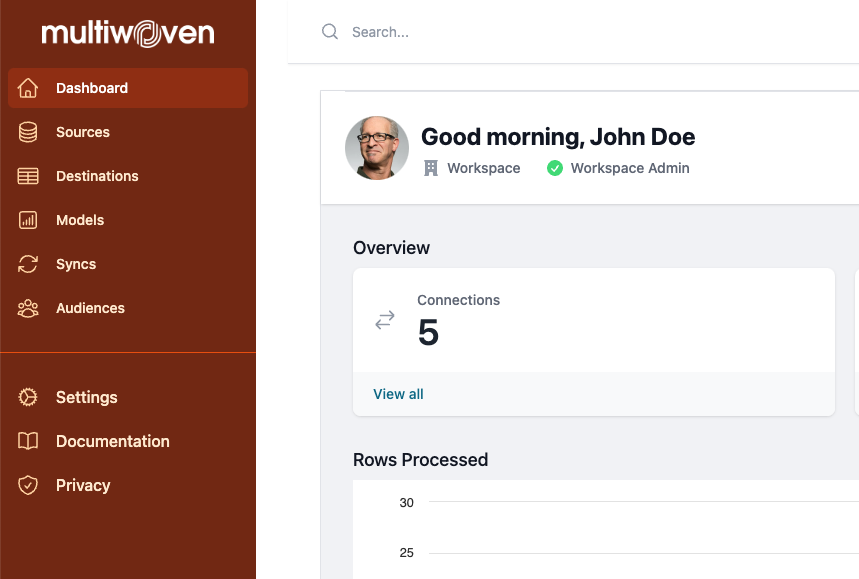 multiwoven
Dashboard
Sources
Destinations
Models
Syncs
Audiences
Settings
Documentation
Privacy
Search...
Good morning, John Doe
Workspace
Workspace Admin
Overview
Connections
5
View all
Rows Processed
30
25